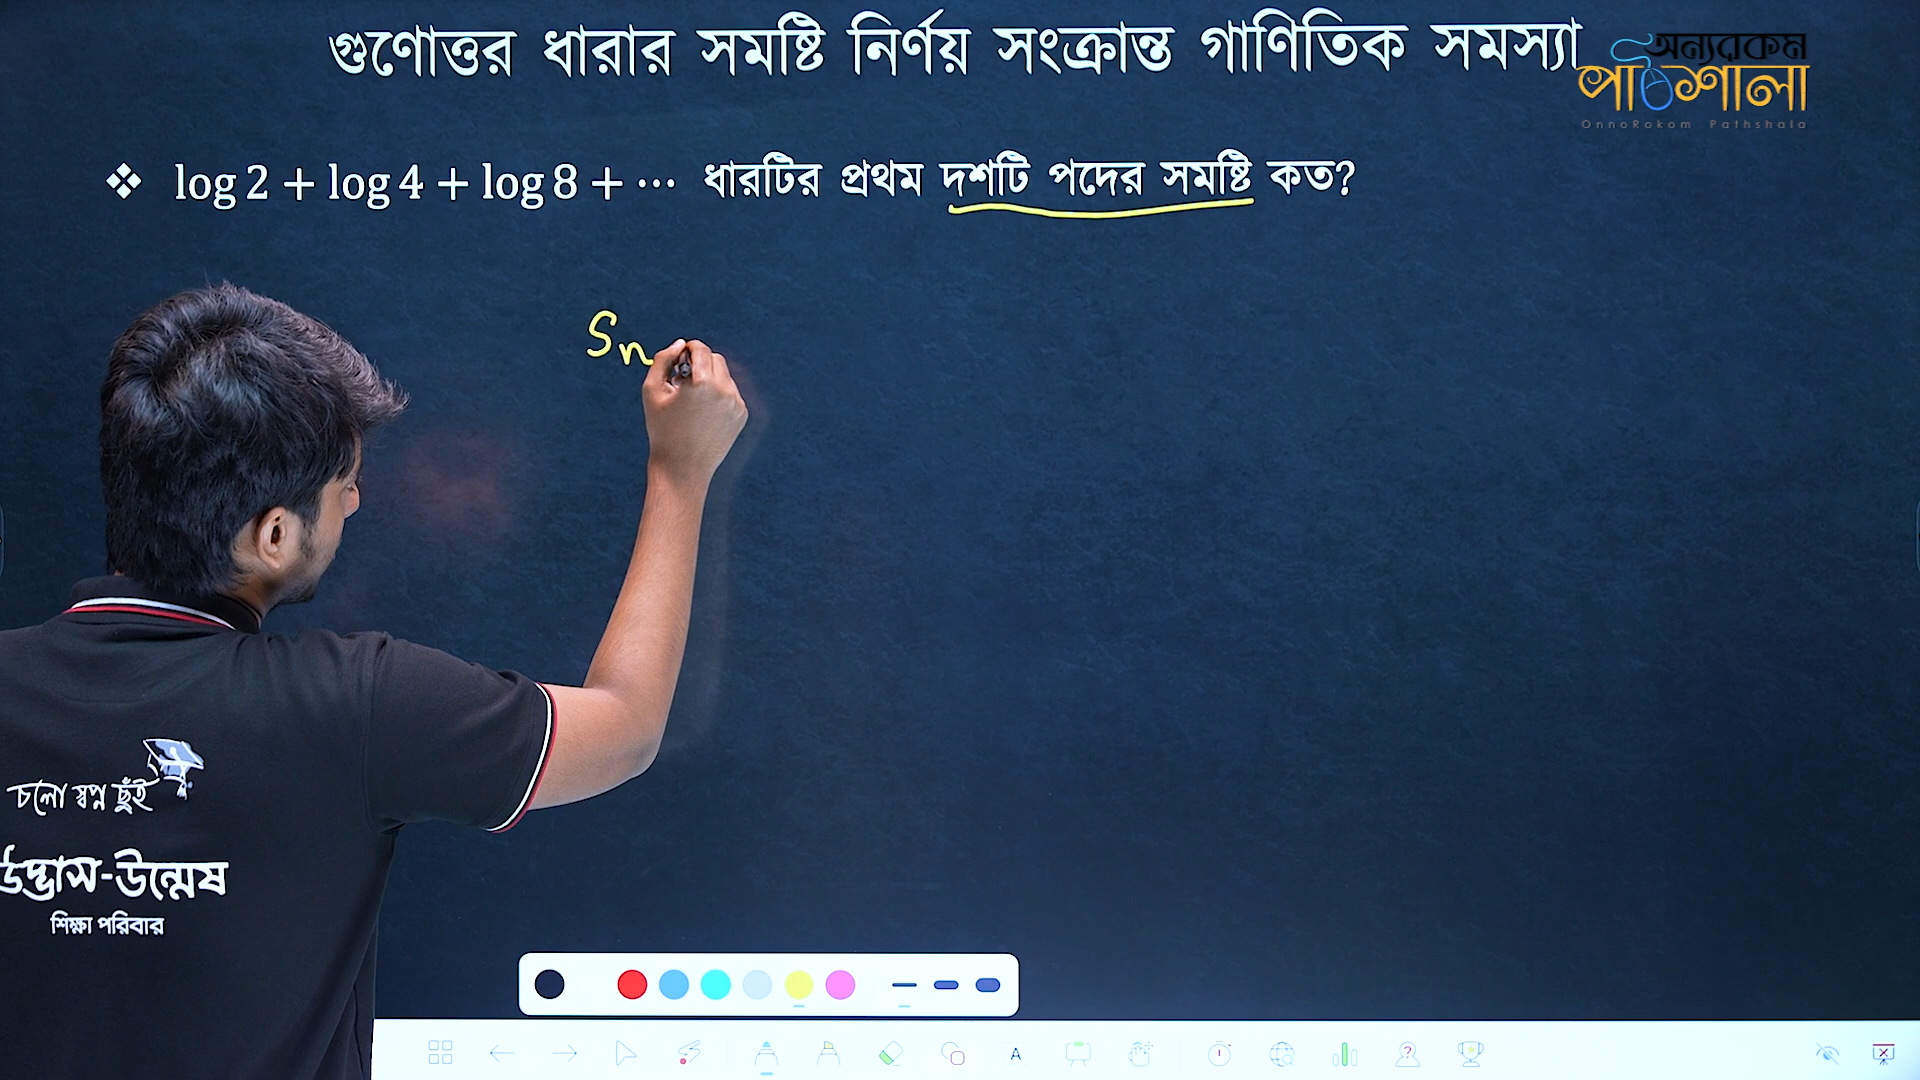 গুণোত্তর ধারার সমষ্টি নির্ণয় সংক্রান্ত গাণিতিক সমস্যা
অন্যরকম
পাঠশালা
OnnoRokom Pathshala
❖ log 2 + log 4 + log 8 + ⋯ ধারটির প্রথম দশটি পদের সমষ্টি কত?
Sn
চলো স্বপ্ন ছুঁই
উদ্ভাস-উন্মেষ
শিক্ষা পরিবার
A